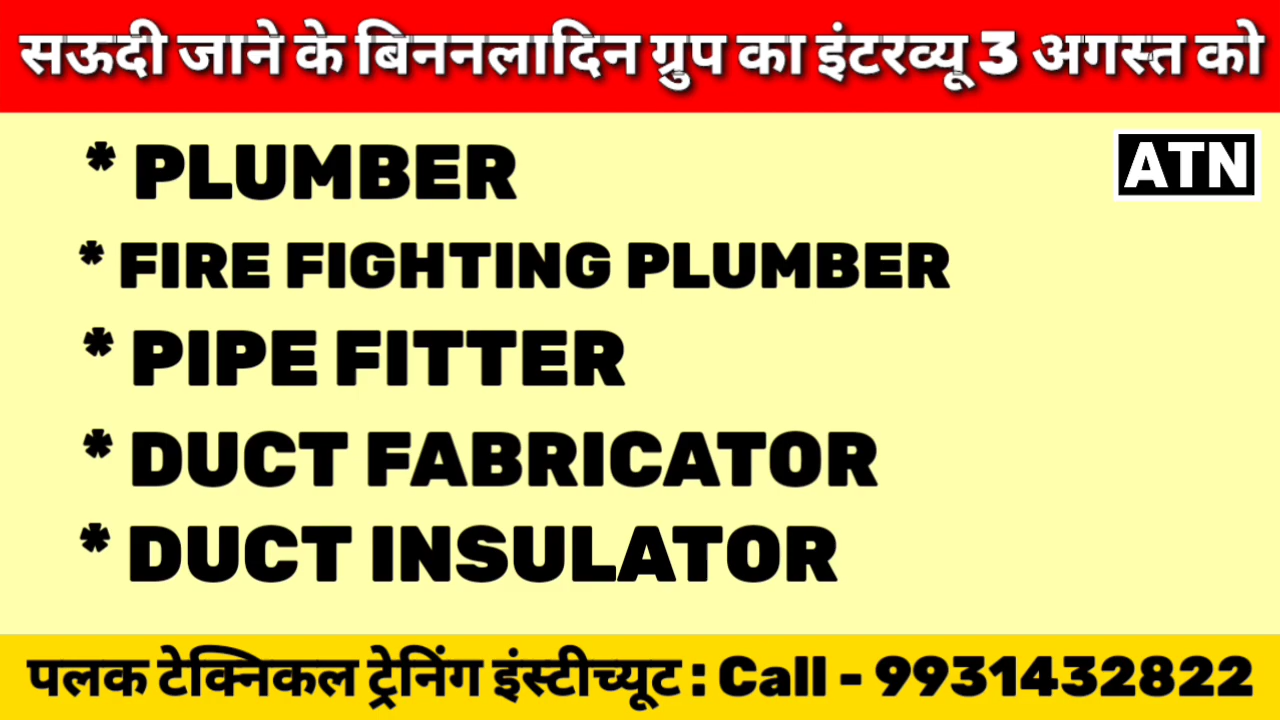 सऊदी जाने के बिननलादिन ग्रुप का इंटरव्यू 3 अगस्त को
ATN
* PLUMBER
* FIRE FIGHTING PLUMBER
* PIPE FITTER
* DUCT FABRICATOR
* DUCT INSULATOR
पलक टेक्निकल ट्रेनिंग इंस्टीच्यूट : Call - 9931432822